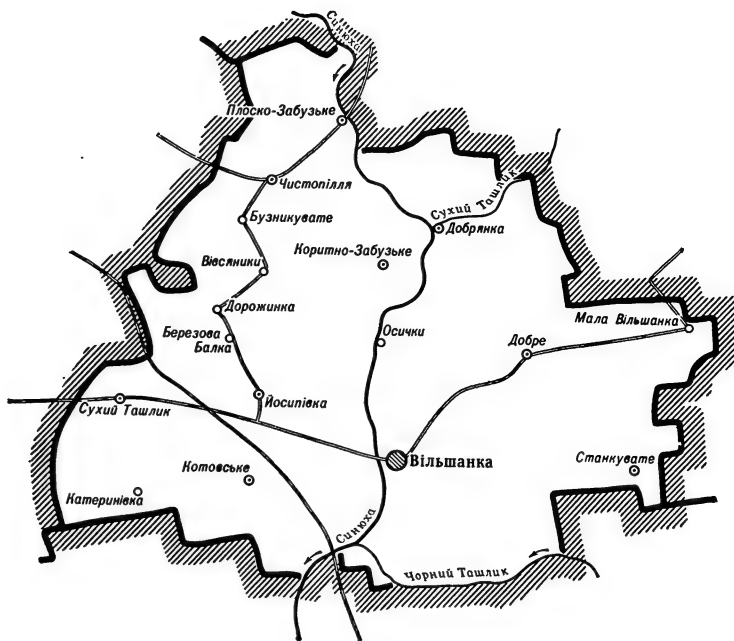 Синюха
Плоско-Забузьке
Чистопілля
Сухий Ташлик
Бузникувате
Добрянка
Коритно-Забузьке
Вівсяники
Дорожинка
Мала Вільшанка
Березова
Балка
Осички
Добре
Йосипівка
Сухий Ташлик
Вільшанка
Станкувате
Котовське
Катеринівка
Синюха
Чорний Ташлик